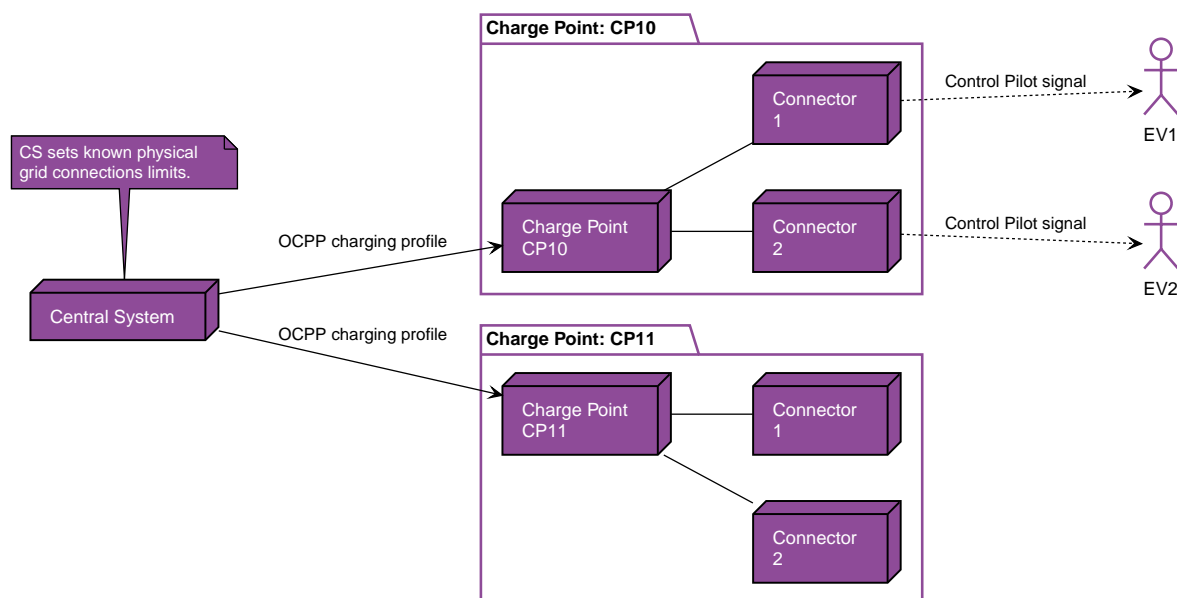 Charge Point: CP10
Connector
1
Control Pilot signal
EV1
CS sets known physical
grid connections limits.
Charge Point
CP10
Connector
2
Control Pilot signal
EV2
OCPP charging profile
Central System
OCPP charging profile
Charge Point: CP11
Charge Point
CP11
Connector
1
Connector
2